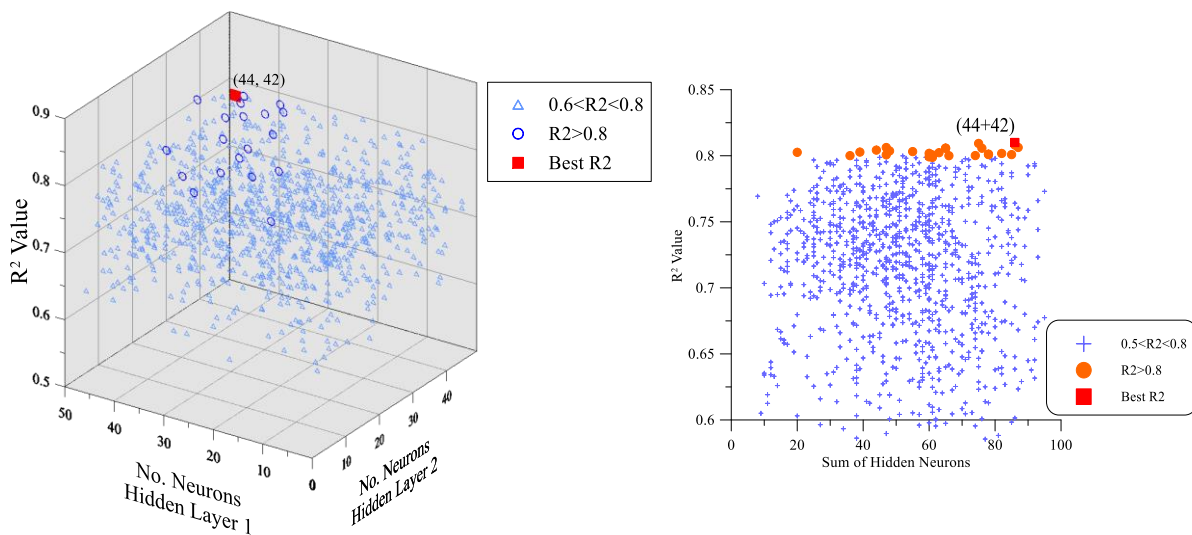 (44, 42)
0.9
0.8
0.7
0.6
0.5
R² Value
50
40
30
20
10
0
No. Neurons
Hidden Layer 1
10
20
30
40
No. Neurons
Hidden Layer 2
0.6<R2<0.8
R2>0.8
Best R2
0.85
0.8
0.75
0.7
0.65
0.6
R² Value
(44+42)
0
20
40
60
80
100
Sum of Hidden Neurons
0.5<R2<0.8
R2>0.8
Best R2